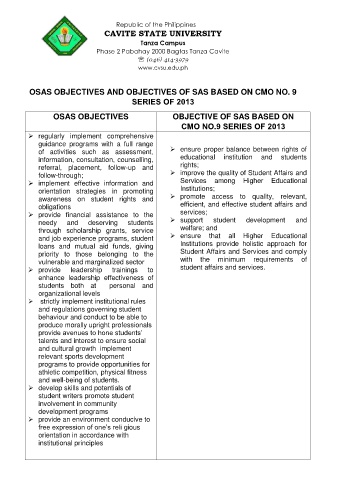 Republic of the Philippines
CAVITE STATE UNIVERSITY
Tanza Campus
Phase 2 Pabahay 2000 Bagtas Tanza Cavite
☏ (046) 414-3979
www.cvsu.edu.ph
OSAS OBJECTIVES AND OBJECTIVES OF SAS BASED ON CMO NO. 9
SERIES OF 2013
OSAS OBJECTIVES
➢ regularly implement comprehensive
guidance programs with a full range
of activities such as assessment,
information, consultation, counselling,
referral, placement, follow-up and
follow-through;
➢ implement effective information and
orientation strategies in promoting
awareness on student rights and
obligations
➢ provide financial assistance to the
needy and deserving students
through scholarship grants, service
and job experience programs, student
loans and mutual aid funds, giving
priority to those belonging to the
vulnerable and marginalized sector
➢ provide leadership trainings to
enhance leadership effectiveness of
students both at personal and
organizational levels
➢ strictly implement institutional rules
and regulations governing student
behaviour and conduct to be able to
produce morally upright professionals
provide avenues to hone students'
talents and interest to ensure social
and cultural growth implement
relevant sports development
programs to provide opportunities for
athletic competition, physical fitness
and well-being of students.
➢ develop skills and potentials of
student writers promote student
involvement in community
development programs
➢ provide an environment conducive to
free expression of one's reli gious
orientation in accordance with
institutional principles
OBJECTIVE OF SAS BASED ON
CMO NO.9 SERIES OF 2013
➢ ensure proper balance between rights of
educational institution and students
rights;
➢ improve the quality of Student Affairs and
Services among Higher Educational
Institutions;
➢ promote access to quality, relevant,
efficient, and effective student affairs and
services;
➢ support student development and
welfare; and
➢ ensure that all Higher Educational
Institutions provide holistic approach for
Student Affairs and Services and comply
with the minimum requirements of
student affairs and services.